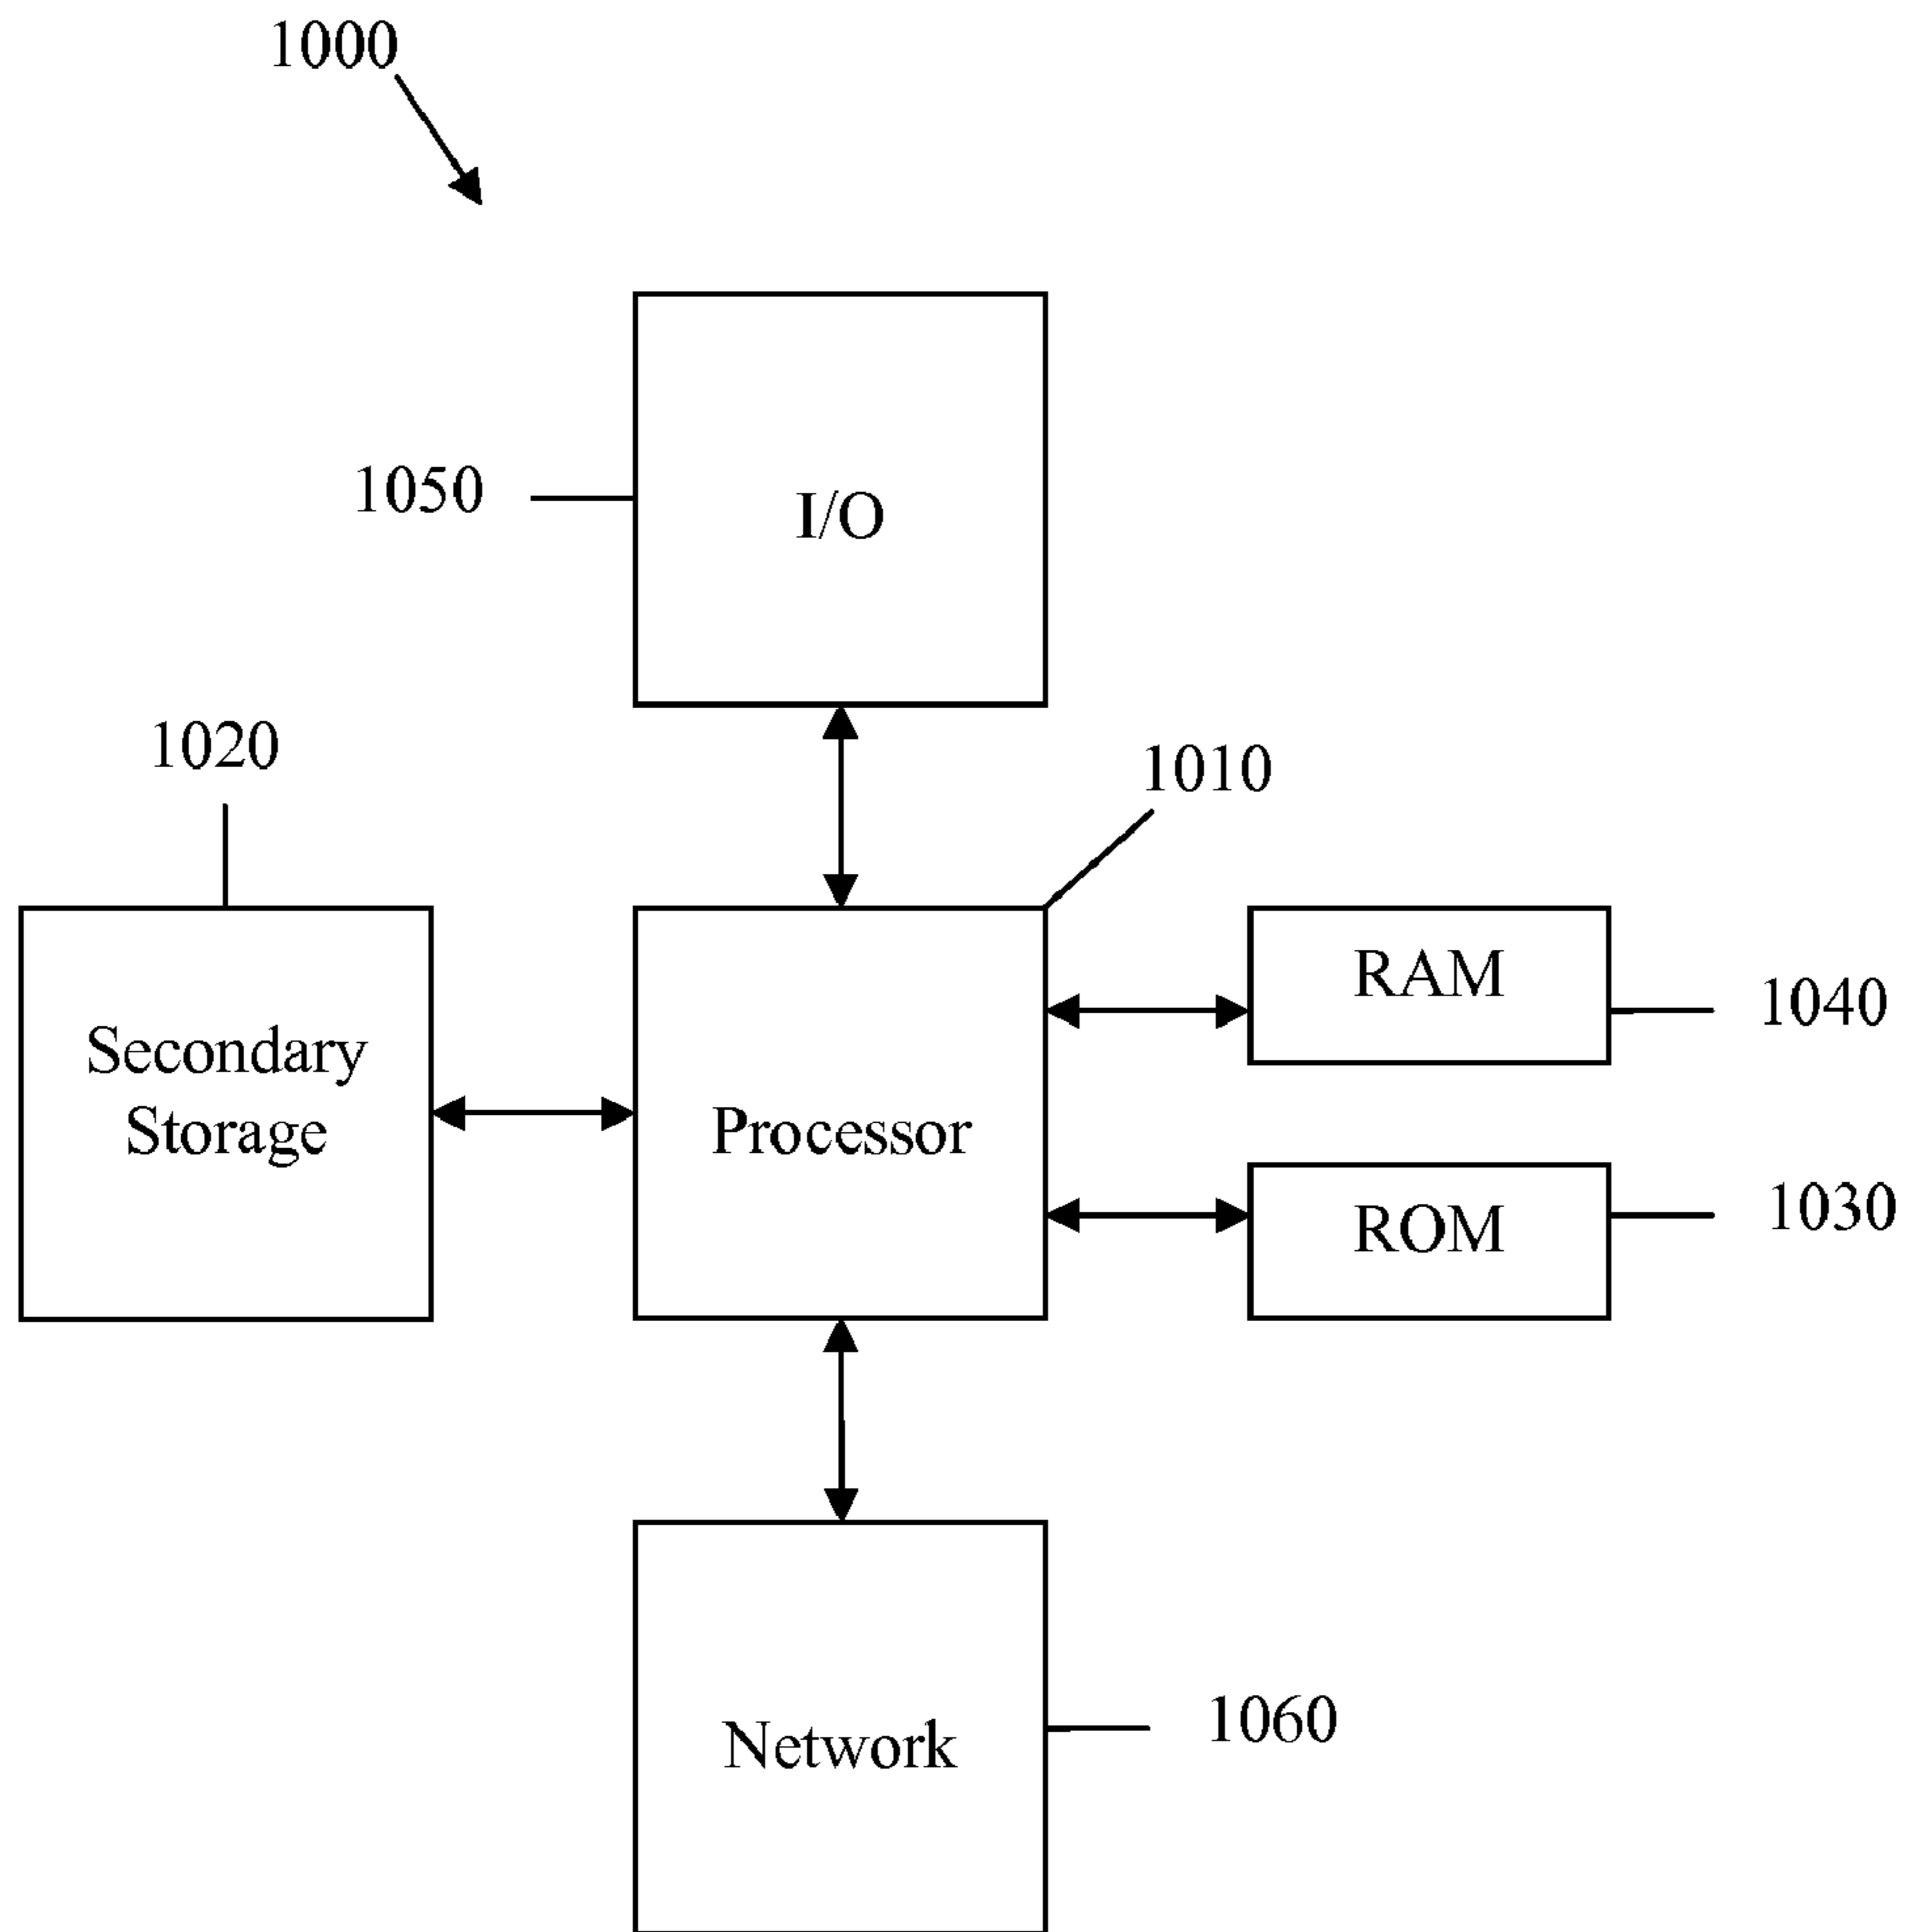 1000
1050
I/O
1020
1010
RAM
1040
Secondary
Storage
Processor
ROM
1030
Network
1060